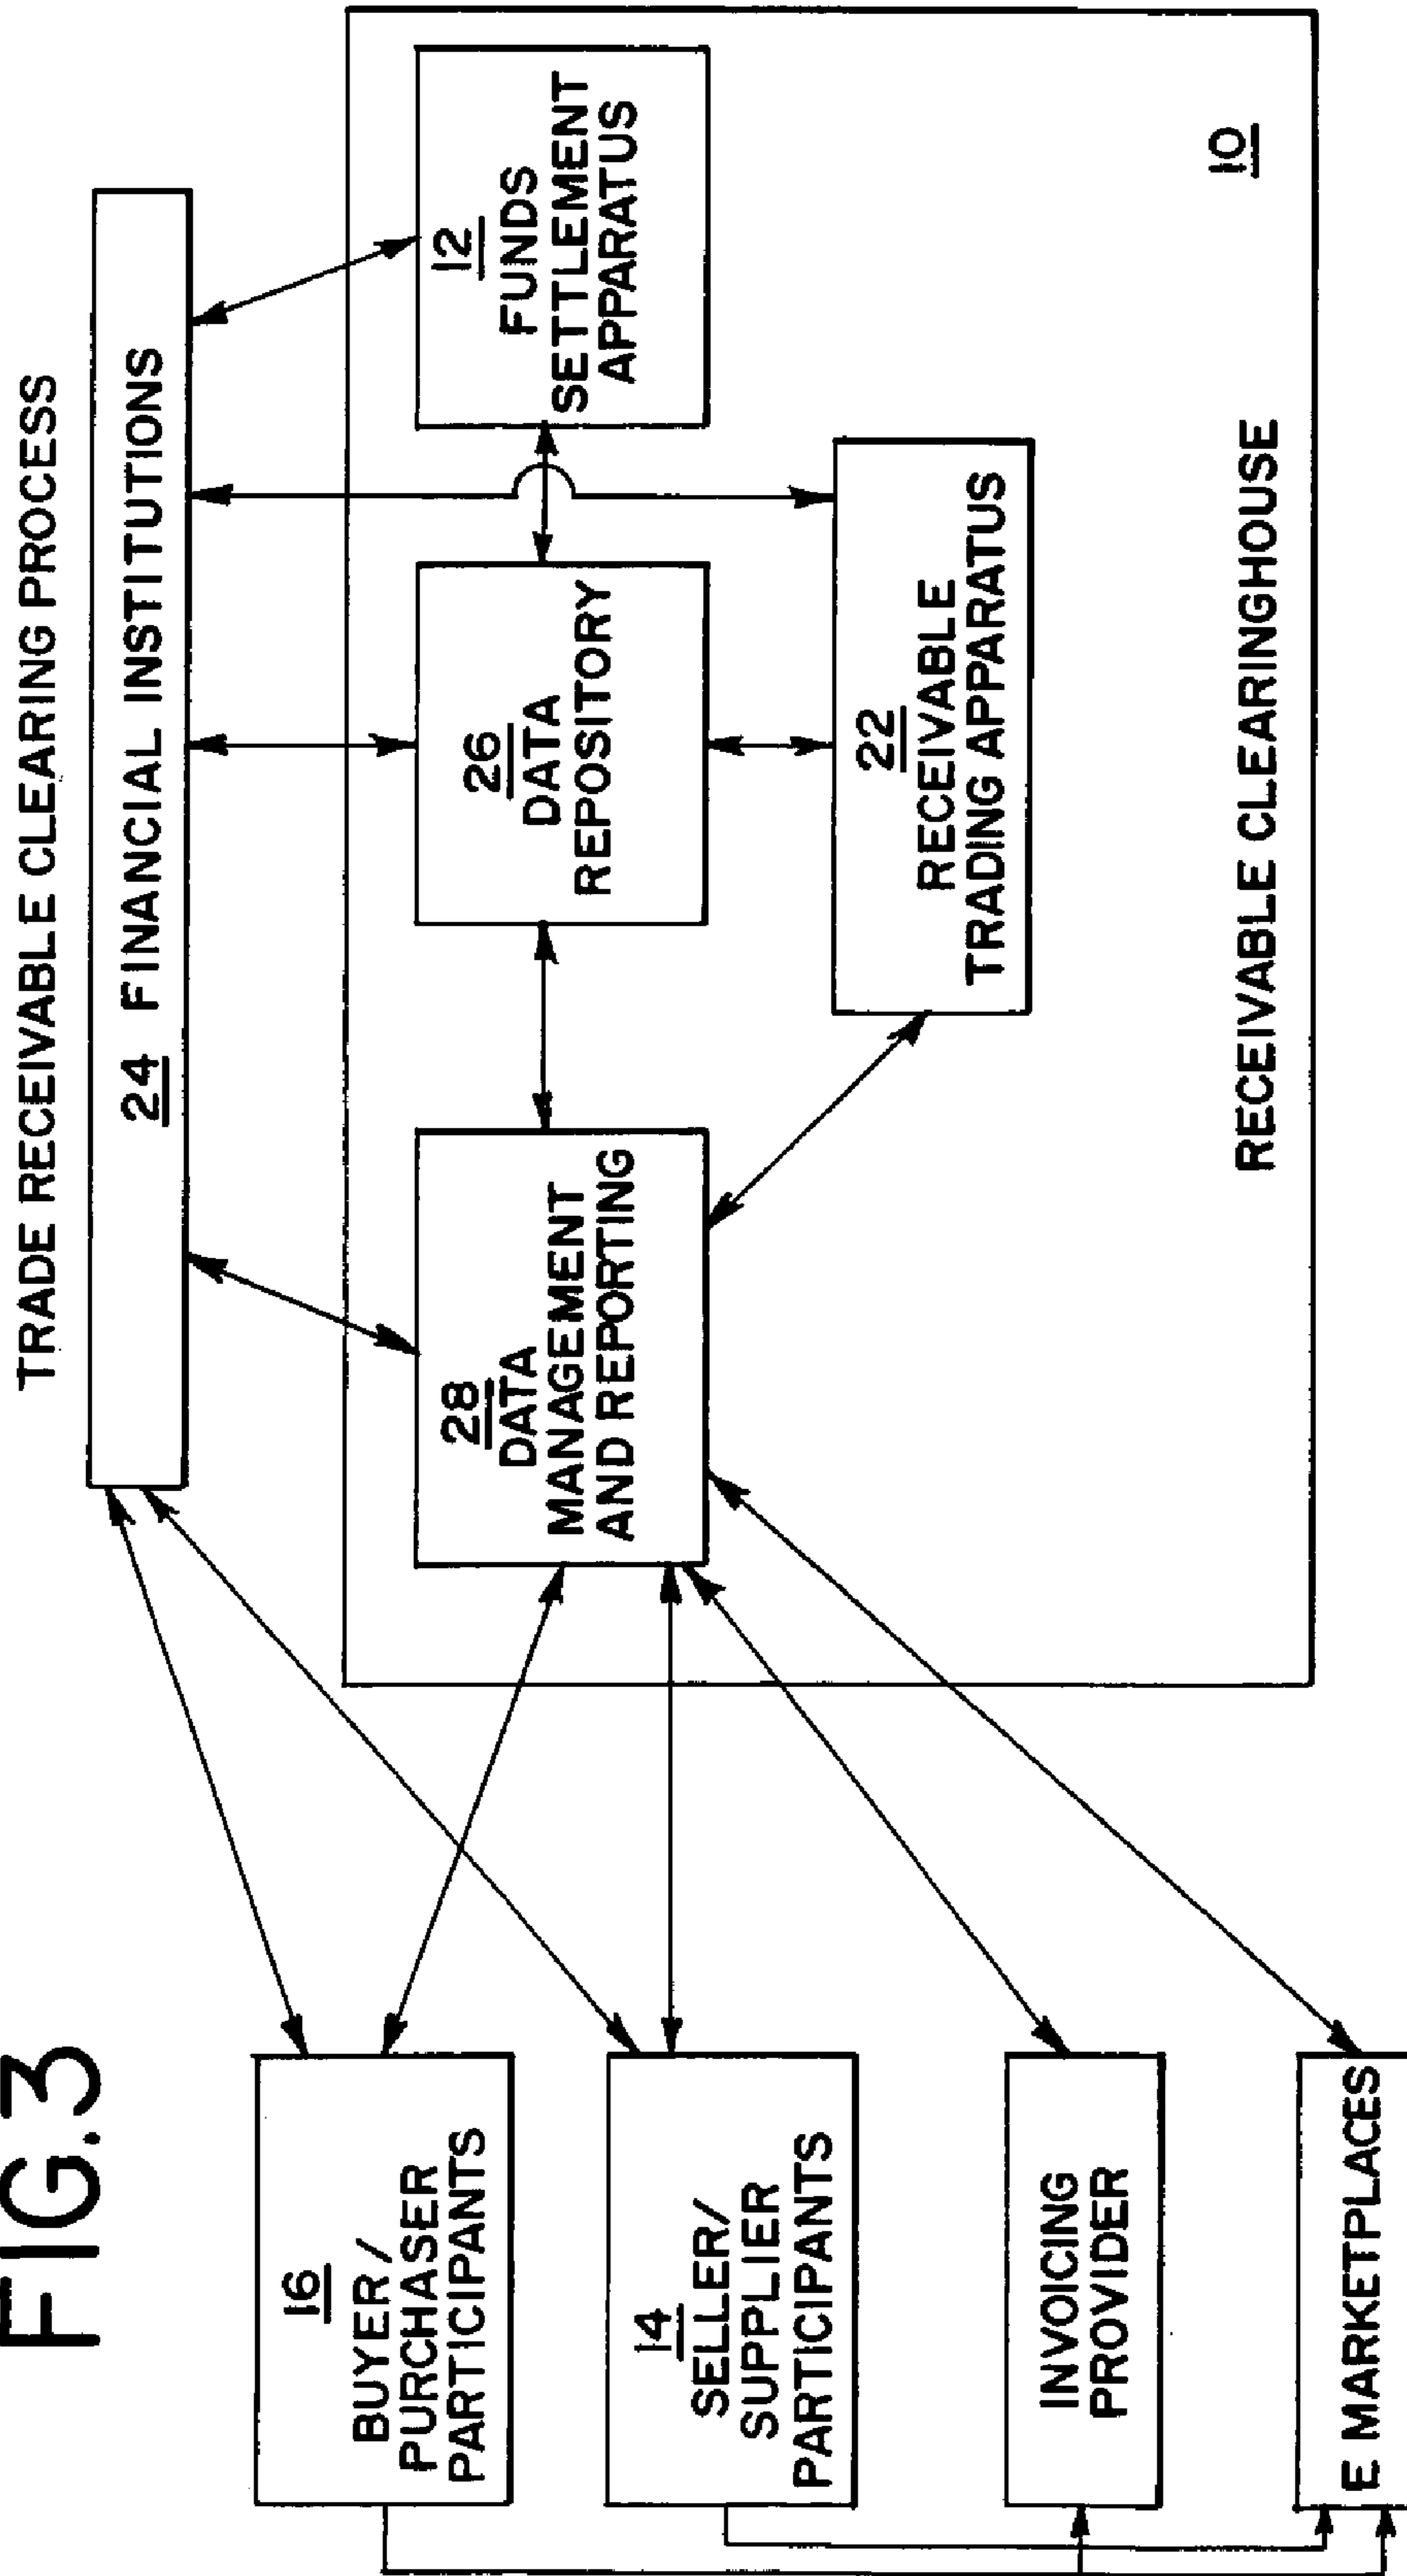 FIG.3
TRADE RECEIVABLE CLEARING PROCESS
24 FINANCIAL INSTITUTIONS
16
BUYER/
PURCHASER
PARTICIPANTS
14
SELLER/
SUPPLIER
PARTICIPANTS
INVOICING
PROVIDER
E MARKETPLACES
28
DATA
MANAGEMENT
AND REPORTING
26
DATA
REPOSITORY
12
FUNDS
SETTLEMENT
APPARATUS
22
RECEIVABLE
TRADING APPARATUS
RECEIVABLE CLEARINGHOUSE
10